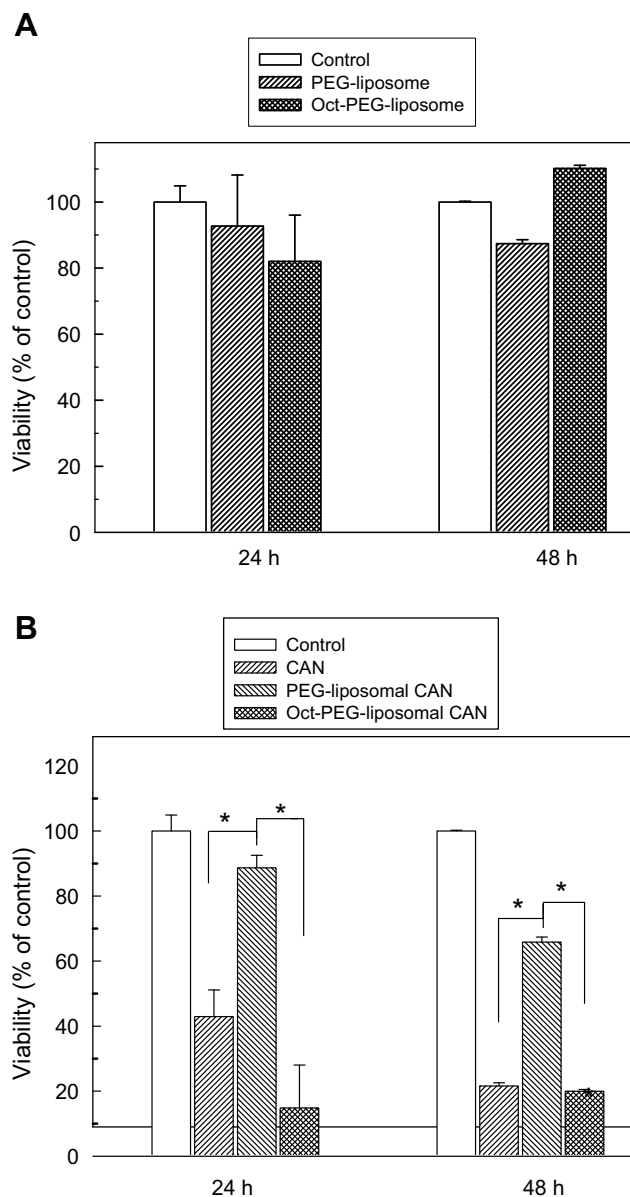 A
Control
PEG-liposome
Oct-PEG-liposome
Viability (% of control)
100
80
60
40
20
0
24 h
48 h
B
Control
CAN
PEG-liposomal CAN
Oct-PEG-liposomal CAN
Viability (% of control)
120
100
80
60
40
20
0
* *
* *
24 h
48 h